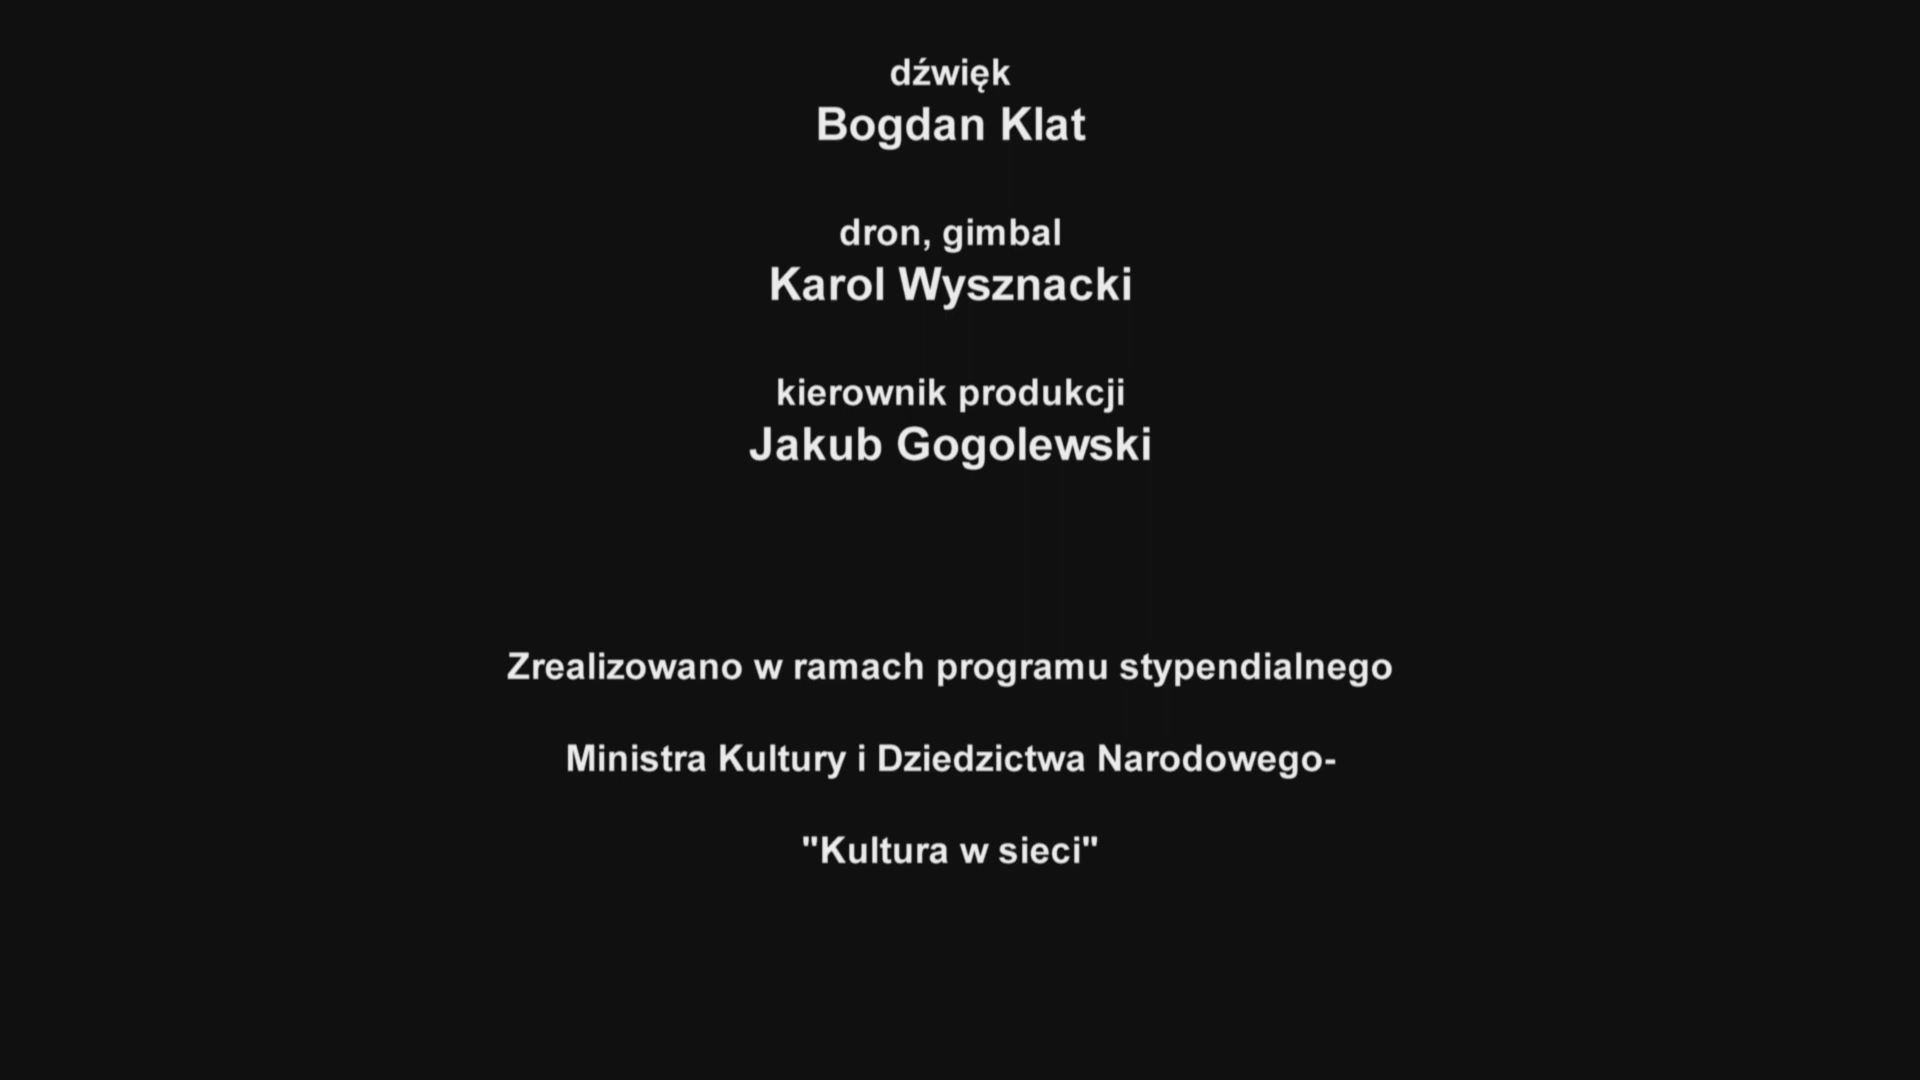 dźwięk
Bogdan Klat
dron, gimbal
Karol Wysznacki
kierownik produkcji
Jakub Gogolewski
Zrealizowano w ramach programu stypendialnego
Ministra Kultury i Dziedzictwa Narodowego-
"Kultura w sieci"